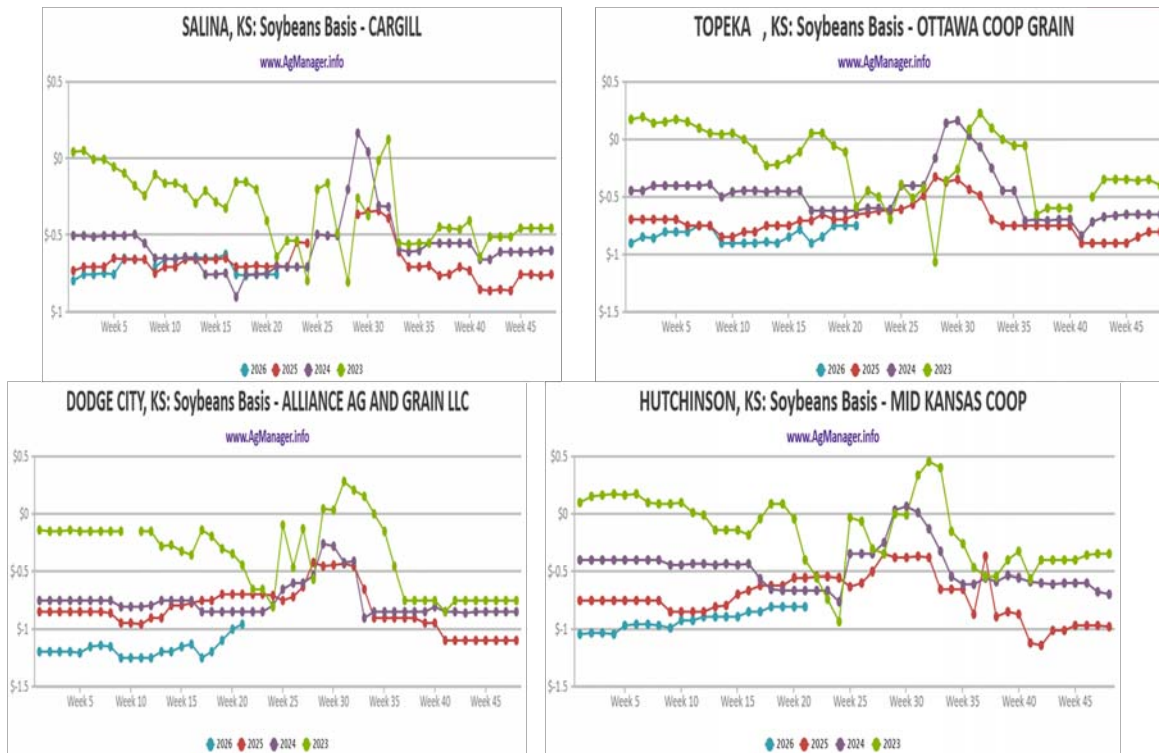 SALINA, KS: Soybeans Basis - CARGILL
www.AgManager.info
$0.5
$0
$-0.5
$-1
Week 5 Week 10 Week 15 Week 20 Week 25 Week 30 Week 35 Week 40 Week 45
2026 2025 2024 2023
TOPEKA , KS: Soybeans Basis - OTTAWA COOP GRAIN
www.AgManager.info
$0.5
$0
$-0.5
$-1
$-1.5
Week 5 Week 10 Week 15 Week 20 Week 25 Week 30 Week 35 Week 40 Week 45
2026 2025 2024 2023
DODGE CITY, KS: Soybeans Basis - ALLIANCE AG AND GRAIN LLC
www.AgManager.info
$0.5
$0
$-0.5
$-1
$-1.5
Week 5 Week 10 Week 15 Week 20 Week 25 Week 30 Week 35 Week 40 Week 45
2026 2025 2024 2023
HUTCHINSON, KS: Soybeans Basis - MID KANSAS COOP
www.AgManager.info
$0.5
$0
$-0.5
$-1
$-1.5
Week 5 Week 10 Week 15 Week 20 Week 25 Week 30 Week 35 Week 40 Week 45
2026 2025 2024 2023